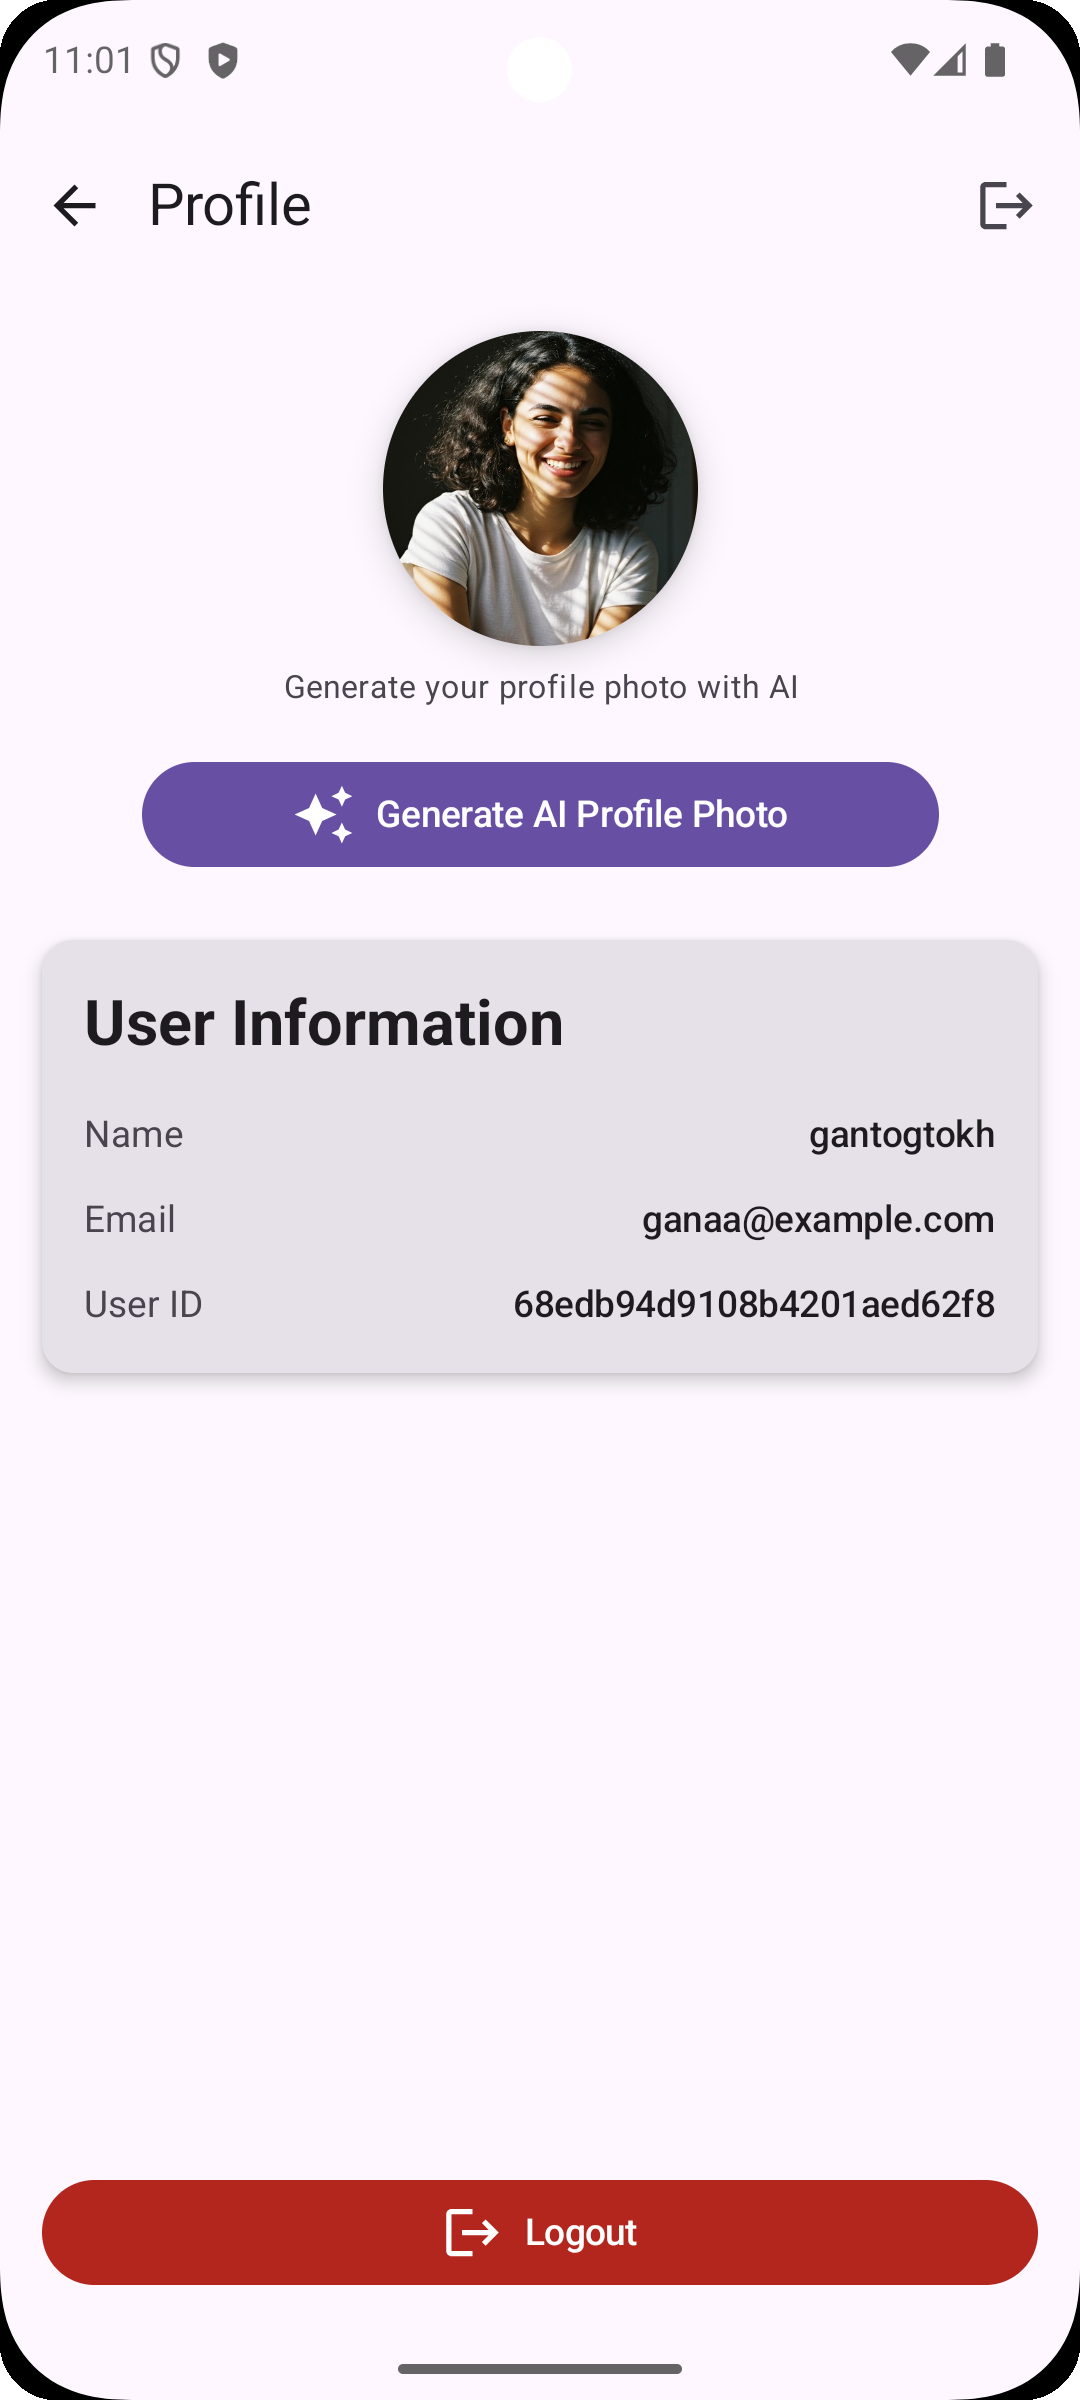 11:01
Profile
Generate your profile photo with AI
Generate AI Profile Photo
User Information
Name gantogtokh
Email ganaa@example.com
User ID 68edb94d9108b4201aed62f8
Logout